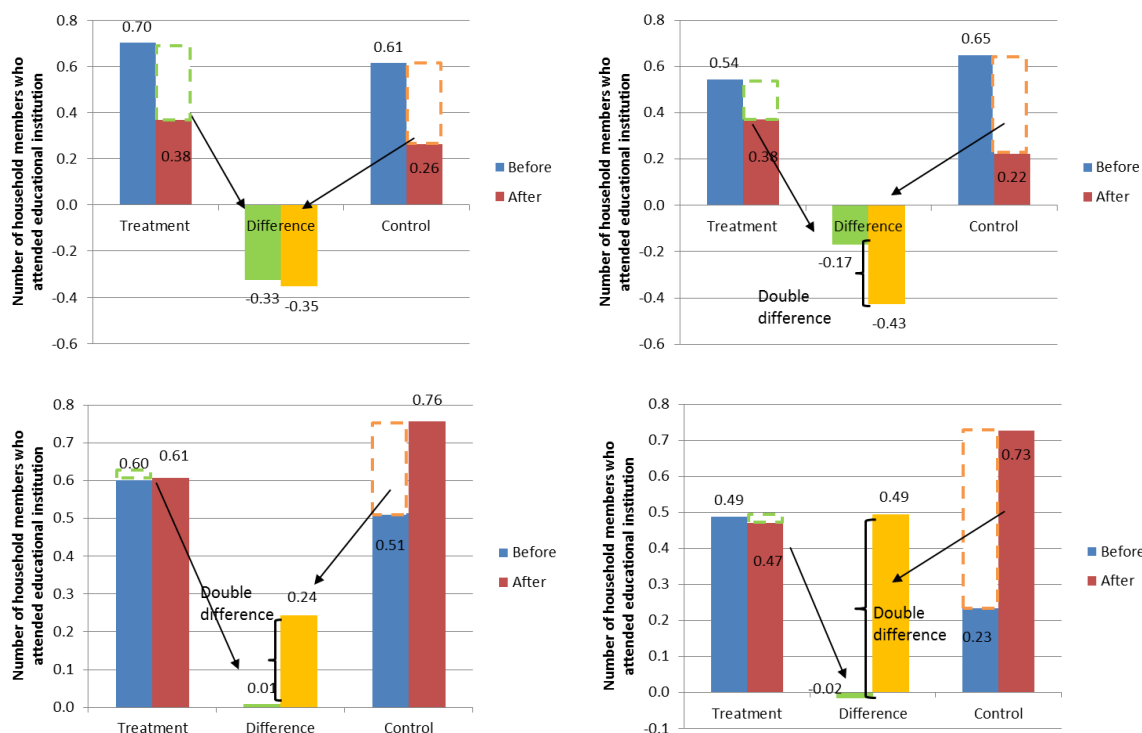 Number of household members who
attended educational institution
0.8
0.6
0.4
0.2
0.0
-0.2
-0.4
-0.6
0.70
0.38
0.61
0.26
Treatment
Difference
Control
-0.33
-0.35
Before
After
Number of household members who
attended educational institution
0.8
0.6
0.4
0.2
0.0
-0.2
-0.4
-0.6
0.54
0.38
0.65
0.22
Treatment
Difference
Control
-0.17
-0.43
Double
difference
Before
After
Number of household members who
attended educational institution
0.8
0.7
0.6
0.5
0.4
0.3
0.2
0.1
0.0
0.60
0.61
0.76
0.51
Double
difference
0.24
0.01
Treatment
Difference
Control
Before
After
Number of household members who
attended educational institution
0.8
0.7
0.6
0.5
0.4
0.3
0.2
0.1
0.0
-0.1
0.49
0.47
0.49
0.73
0.23
Double
difference
-0.02
Treatment
Difference
Control
Before
After